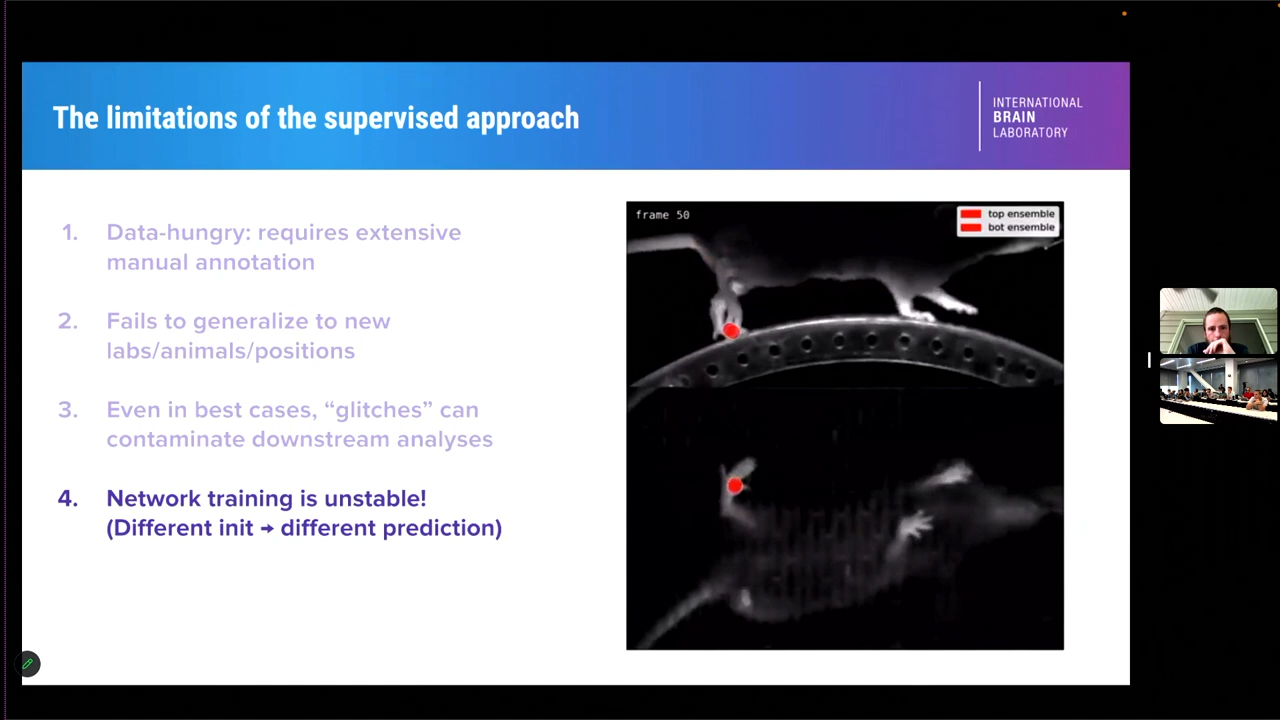 The limitations of the supervised approach
INTERNATIONAL
BRAIN
LABORATORY
1. Data-hungry: requires extensive
manual annotation
2. Fails to generalize to new
labs/animals/positions
3. Even in best cases, “glitches” can
contaminate downstream analyses
4. Network training is unstable!
(Different init → different prediction)
frame 50
top ensemble
bot ensemble